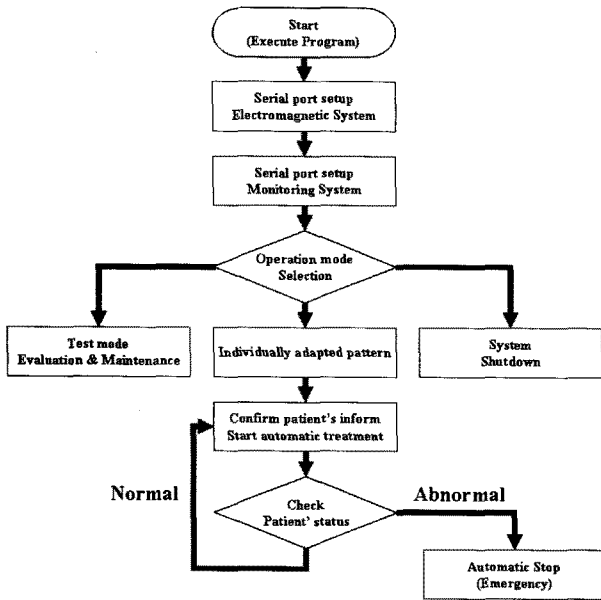 Start
(Execute Program)
Serial port setup
Electromagnetic System
Serial port setup
Monitoring System
Operation mode
Selection
Test mode
Evaluation & Maintenance
Individually adapted pattern
System
Shutdown
Confirm patient's inform
Start automatic treatment
Normal
Check
Patient' status
Abnormal
Automatic Stop
(Emergency)